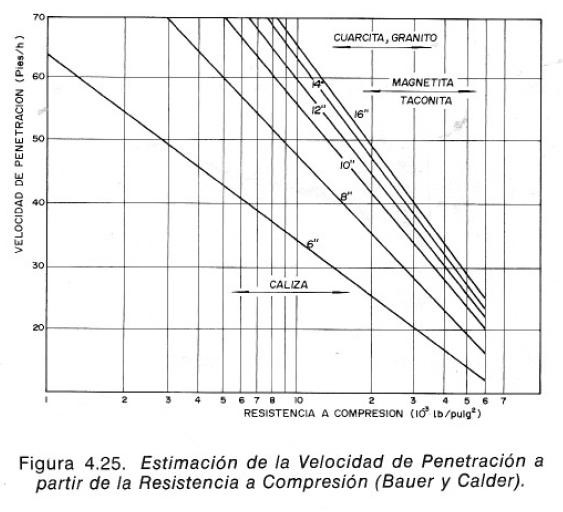 VELOCIDAD DE PENETRACIÓN (Pies/h)
70
60
50
40
30
20
CUARCITA, GRANITO
MAGNETITA
TACONITA
14"
16"
12"
10"
8"
6"
CALIZA
1 2 3 4 5 6 7 8 10 2 3 4 5 6 7
RESISTENCIA A COMPRESION (10³ lb/pulg²)
Figura 4.25. Estimación de la Velocidad de Penetración a
partir de la Resistencia a Compresión (Bauer y Calder).